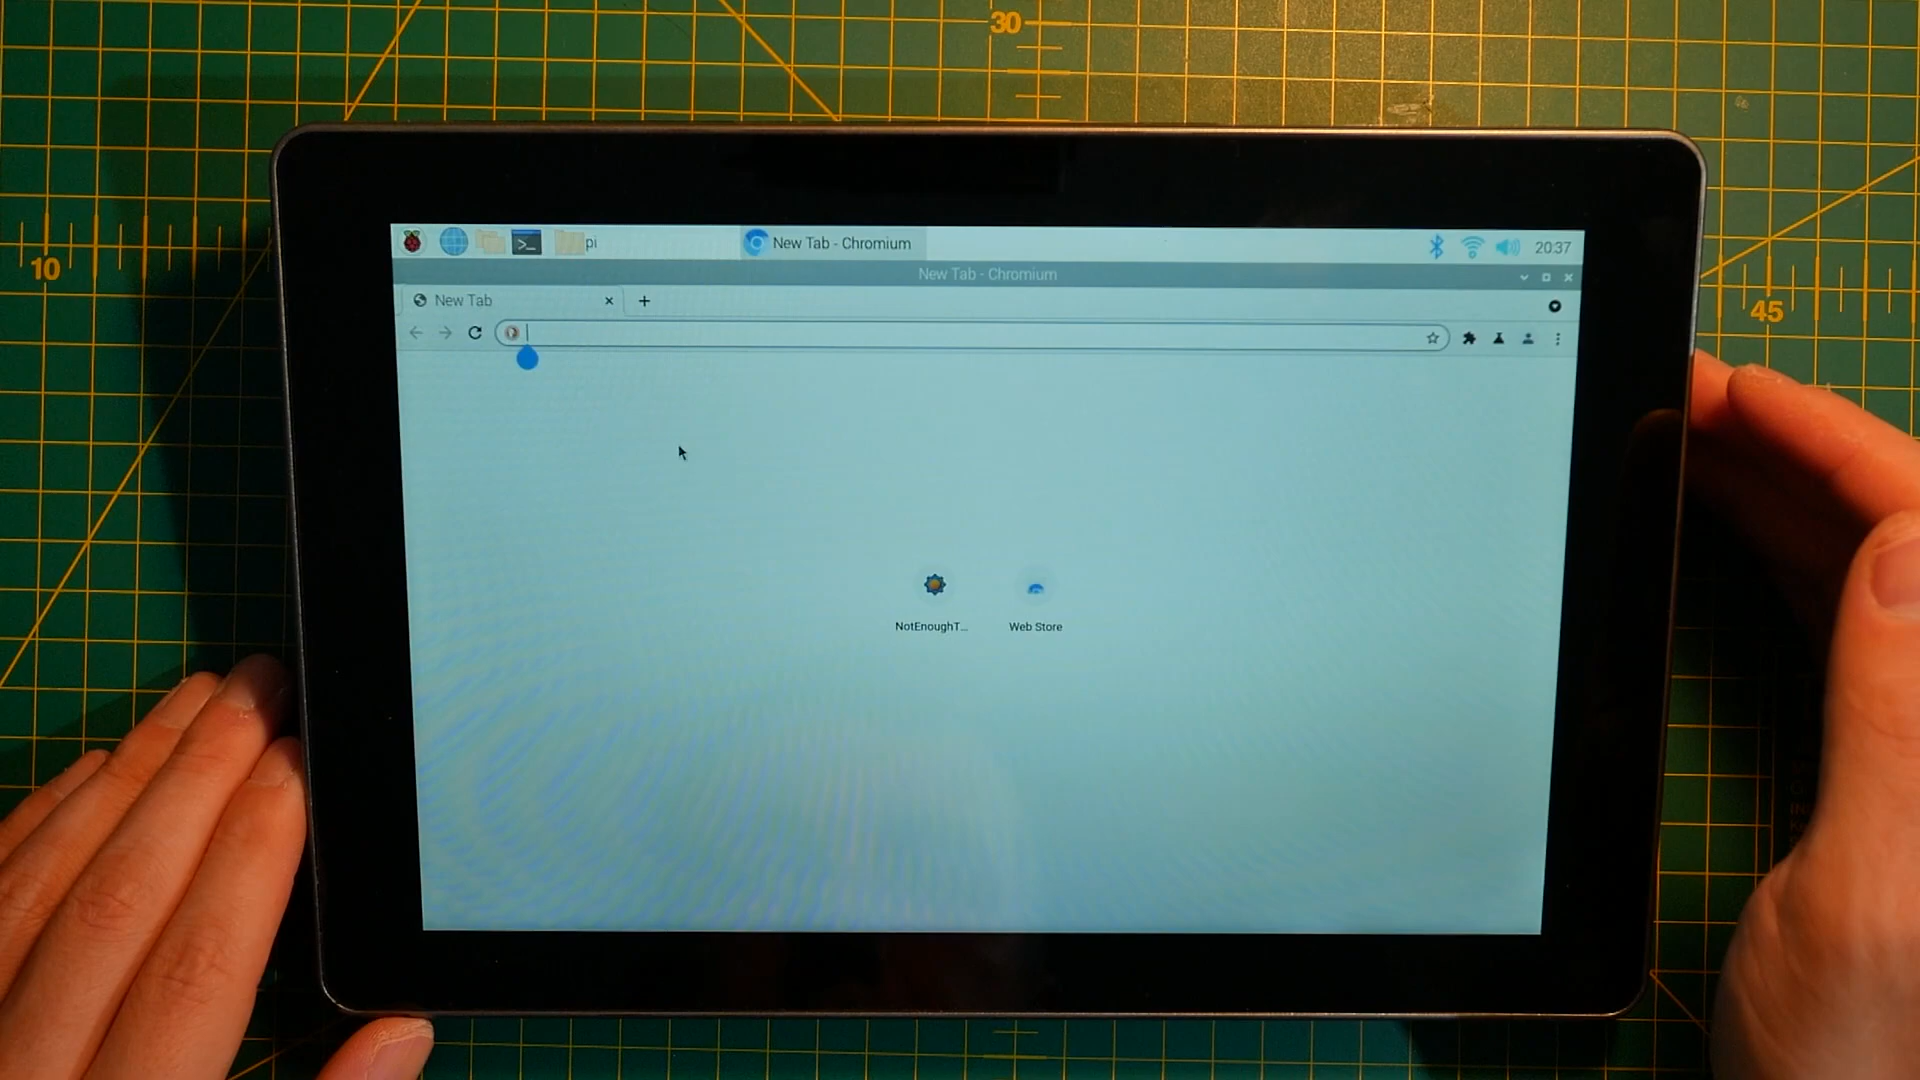 30
10
45
pi
New Tab - Chromium
20:37
New Tab - Chromium
New Tab
NotEnoughT...
Web Store